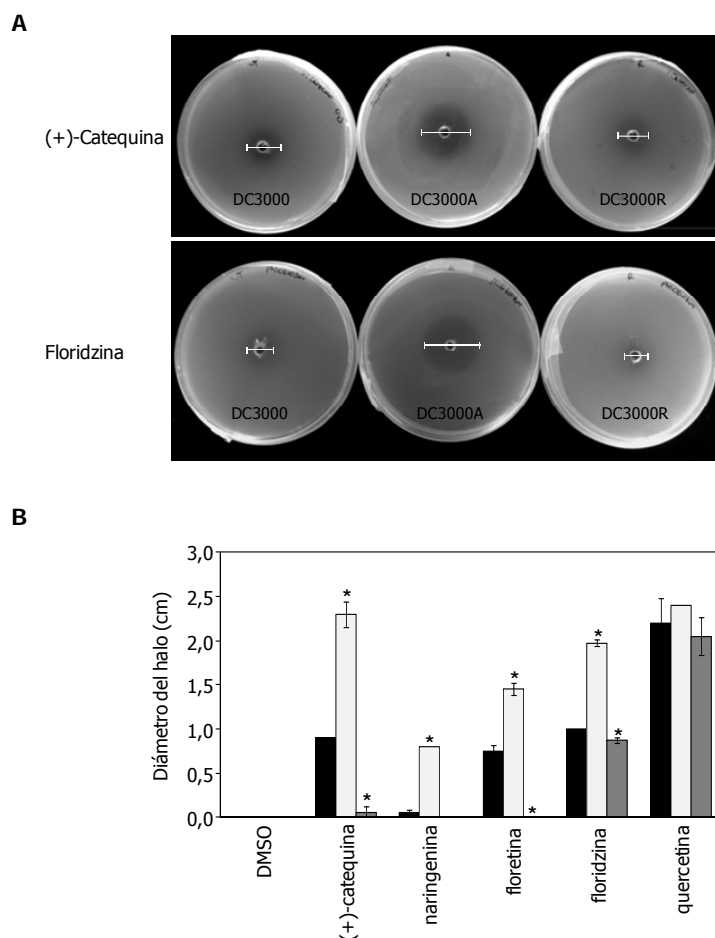 A
(+)-Catequina
DC3000
DC3000A
DC3000R
Floridzina
DC3000
DC3000A
DC3000R
B
Diámetro del halo (cm)
3,0
2,5
2,0
1,5
1,0
0,5
0,0
*
*
*
*
*
*
*
DMSO
(+)-catequina
naringenina
floretina
floridzina
quercetina